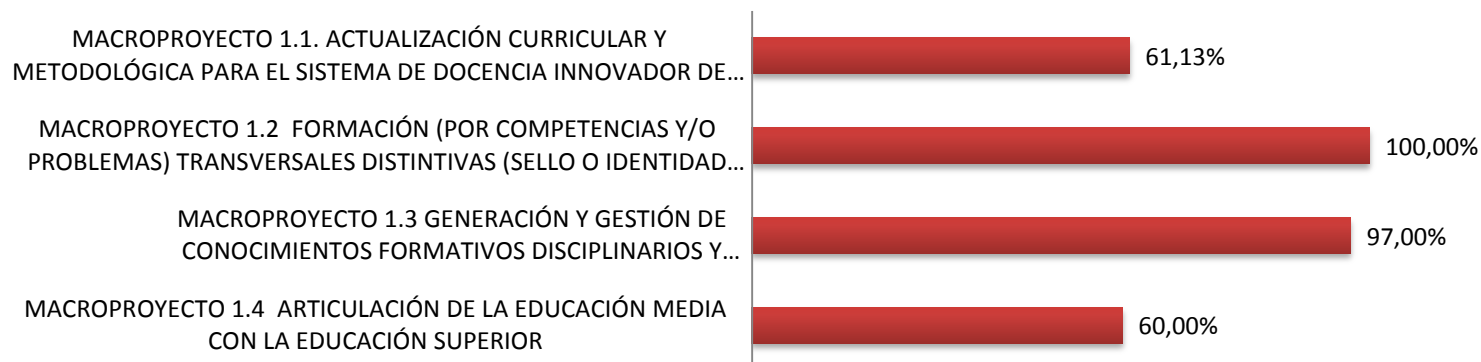 MACROPROYECTO 1.1. ACTUALIZACIÓN CURRICULAR Y
METODOLÓGICA PARA EL SISTEMA DE DOCENCIA INNOVADOR DE...
61,13%
MACROPROYECTO 1.2  FORMACIÓN (POR COMPETENCIAS Y/O
PROBLEMAS) TRANSVERSALES DISTINTIVAS (SELLO O IDENTIDAD...
100,00%
MACROPROYECTO 1.3 GENERACIÓN Y GESTIÓN DE
CONOCIMIENTOS FORMATIVOS DISCIPLINARIOS Y...
97,00%
MACROPROYECTO 1.4  ARTICULACIÓN DE LA EDUCACIÓN MEDIA
CON LA EDUCACIÓN SUPERIOR
60,00%